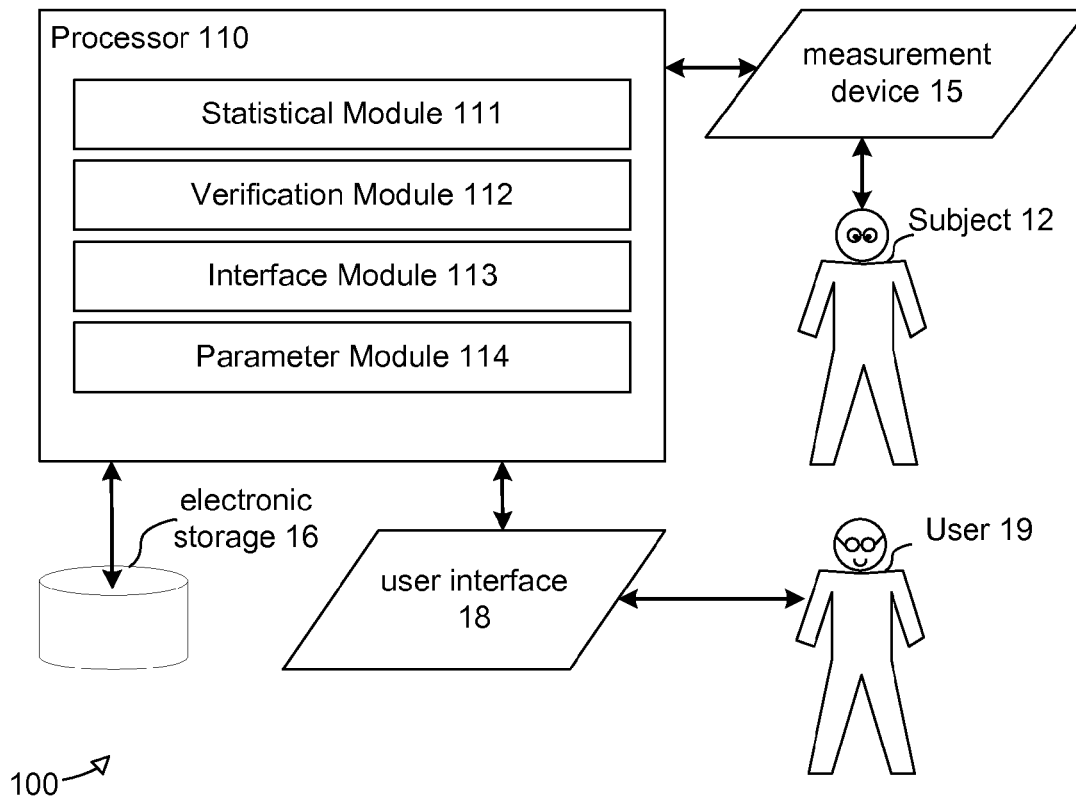 Processor 110
Statistical Module 111
Verification Module 112
Interface Module 113
Parameter Module 114
measurement
device 15
Subject 12
electronic
storage 16
user interface
18
User 19
100